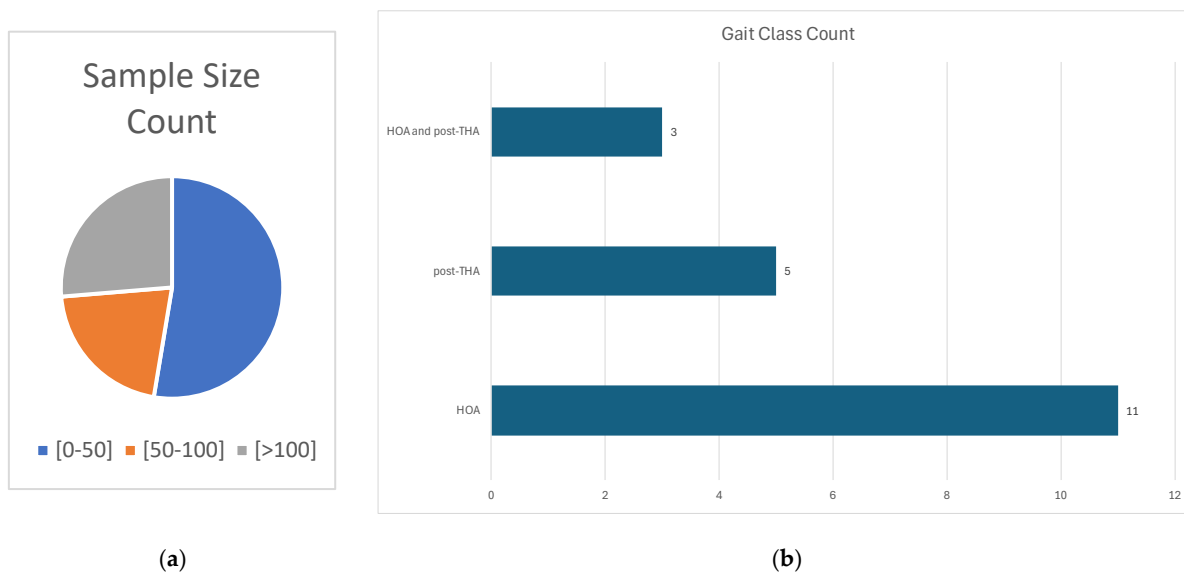 Sample Size
Count
[0-50] [50-100] [>100]
(a)
Gait Class Count
HOA and post-THA
3
post-THA
5
HOA
11
0 2 4 6 8 10 12
(b)